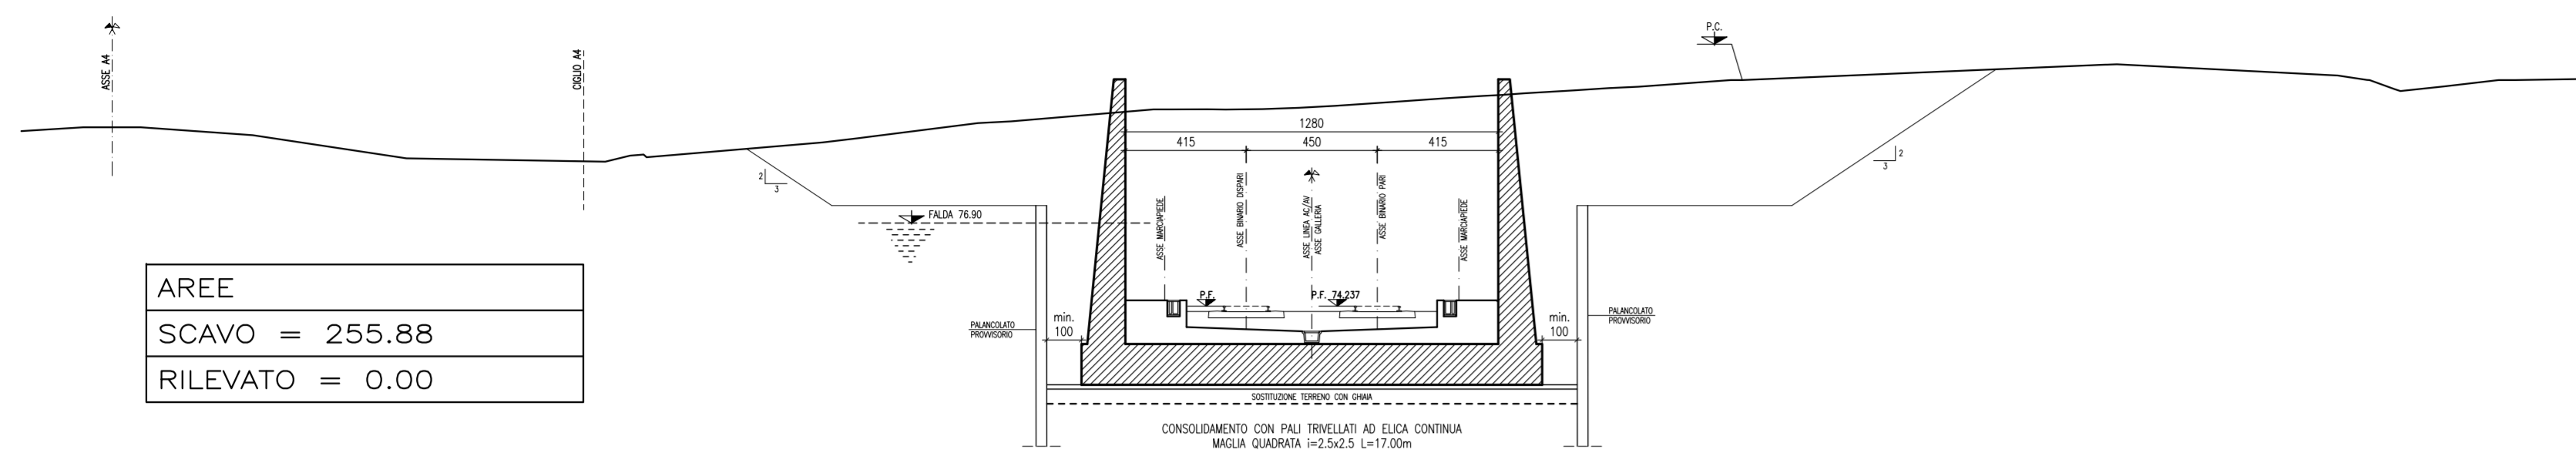 ASSE A4
CIGLIO A4
P.C.
1280
415
450
415
2
3
2
3
FALDA 76.90
ASSE MARCIAPIEDE
ASSE BINARIO DISPARI
ASSE LINEA AC/AV
ASSE GALLERIA
ASSE BINARIO PARI
ASSE MARCIAPIEDE
P.F.
P.F. 74.237
AREE
SCAVO = 255.88
RILEVATO = 0.00
PALANCOLATO
PROVVISORIO
min.
100
min.
100
PALANCOLATO
PROVVISORIO
SOSTITUZIONE TERRENO CON GHIAIA
CONSOLIDAMENTO CON PALI TRIVELLATI AD ELICA CONTINUA
MAGLIA QUADRATA i=2.5x2.5 L=17.00m